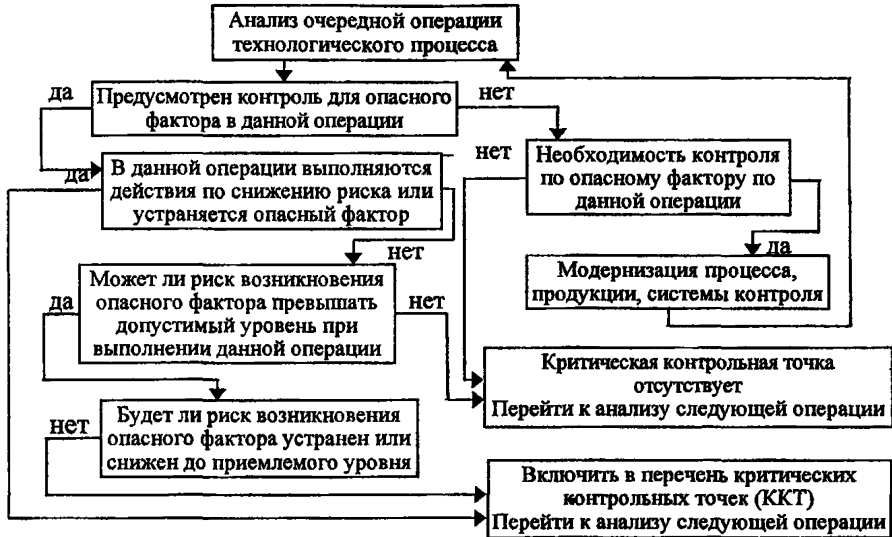 Анализ очередной операции
технологического процесса
да
Предусмотрен контроль для опасного
фактора в данной операции
нет
да
В данной операции выполняются
действия по снижению риска или
устраняется опасный фактор
нет
Необходимость контроля
по опасному фактору по
данной операции
нет
да
Модернизация процесса,
продукции, системы контроля
да
Может ли риск возникновения
опасного фактора превышать
допустимый уровень при
выполнении данной операции
нет
Критическая контрольная точка
отсутствует
Перейти к анализу следующей операции
нет
Будет ли риск возникновения
опасного фактора устранен или
снижен до приемлемого уровня
Включить в перечень критических
контрольных точек (ККТ)
Перейти к анализу следующей операции